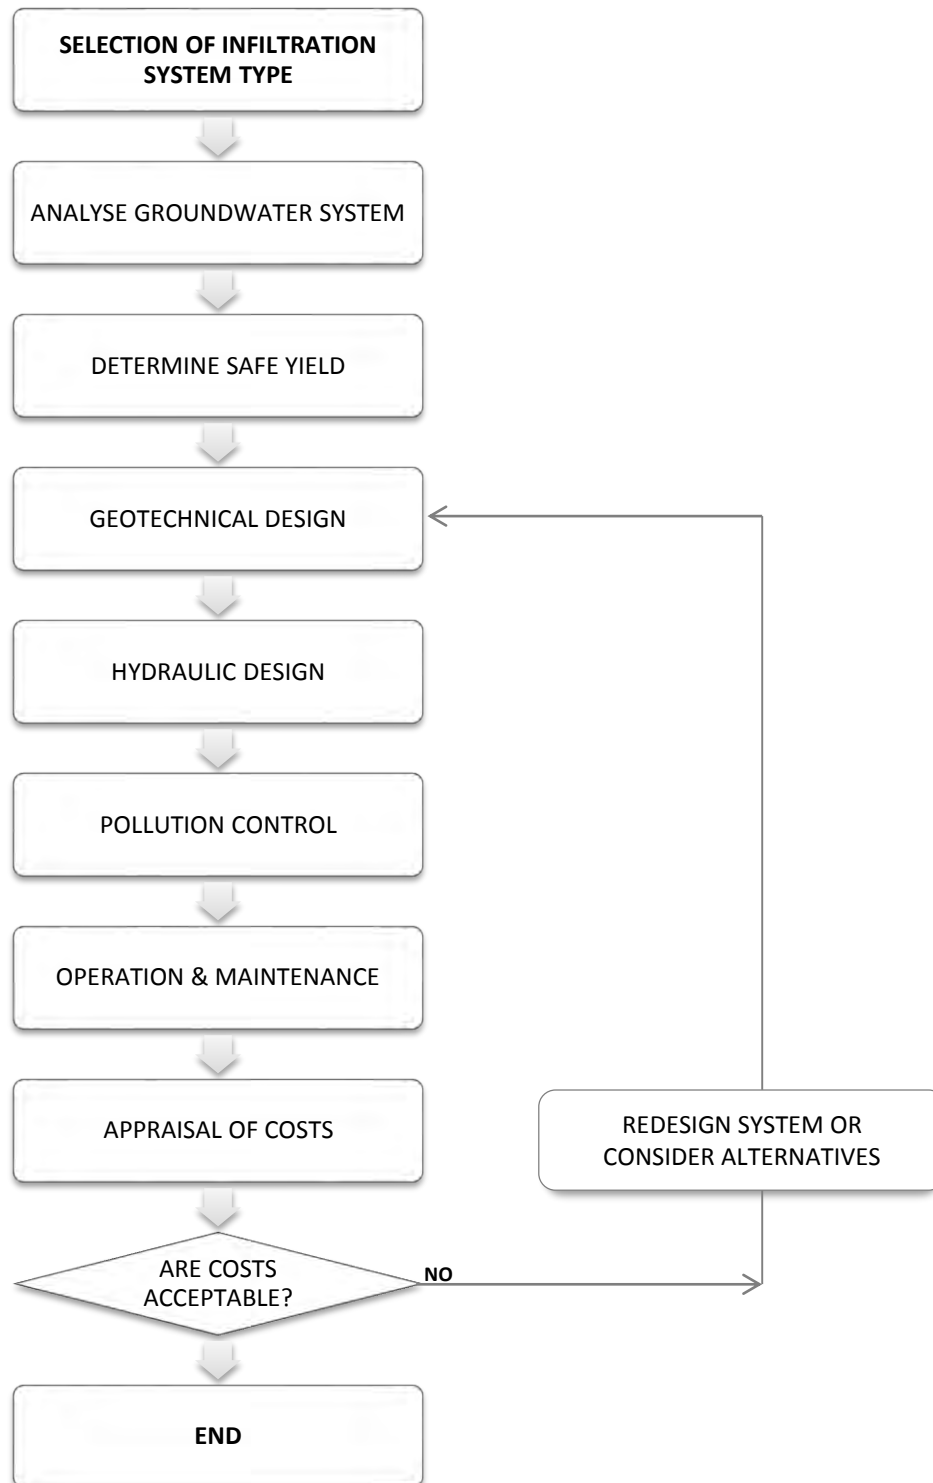 SELECTION OF INFILTRATION
SYSTEM TYPE
ANALYSE GROUNDWATER SYSTEM
DETERMINE SAFE YIELD
GEOTECHNICAL DESIGN
HYDRAULIC DESIGN
POLLUTION CONTROL
OPERATION & MAINTENANCE
APPRAISAL OF COSTS
REDESIGN SYSTEM OR
CONSIDER ALTERNATIVES
ARE COSTS
ACCEPTABLE?
NO
END